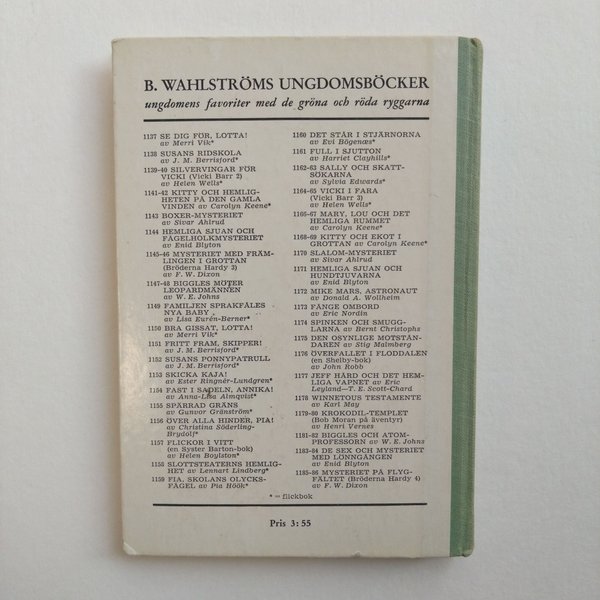 B. WAHLSTRÖMS UNGDOMSBÖCKER
ungdomens favoriter med de gröna och röda ryggarna
1137 SE DIG FÖR, LOTTA!
av Merri Vik*
1138 SUSANS RIDSKOLA
av J. M. Berrisford*
1139-40 SILVERVINGAR FÖR
VICKI (Vicki Barr 2)
av Helen Wells*
1141-42 KITTY OCH HEMLIG-
HETEN PÅ DEN GAMLA
VINDEN av Carolyn Keene*
1143 BOXER-MYSTERIET
av Sivar Ahlrud
1144 HEMLIGA SJUAN OCH
FÅGELHOLKMYSTERIET
av Enid Blyton
1145-46 MYSTERIET MED FRÄM-
LINGEN I GROTTAN
(Bröderna Hardy 3)
av F. W. Dixon
1147-48 BIGGLES MÖTER
LEOPARDMÄNNEN
av W. E. Johns
1149 FAMILJEN SPRAKFÅLES
NYA BABY
av Lisa Eurén-Berner*
1150 BRA GISSAT, LOTTA!
av Merri Vik*
1151 FRITT FRAM, SKIPPER!
av J. M. Berrisford*
1152 SUSANS PONNYPATRULL
av J. M. Berrisford*
1153 SKICKA KAJA!
av Ester Ringnér-Lundgren*
1154 FAST I SADELN, ANNIKA!
av Anna-Lisa Almqvist*
1155 SPÄRRAD GRÄNS
av Gunvor Gränström*
1156 ÖVER ALLA HINDER, PIA!
av Christina Söderling-
Brydolf*
1157 FLICKOR I VITT
(en Syster Barton-bok)
av Helen Boylston*
1158 SLOTTSTEATERNS HEMLIG-
HET av Lennart Lindberg*
1159 FIA, SKOLANS OLYCKS-
FÅGEL av Pia Höök*
1160 DET STÅR I STJÄRNORNA
av Evi Bögenæs*
1161 FULL I SJUTTON
av Harriet Clayhills*
1162-63 SALLY OCH SKATT-
SÖKARNA
av Sylvia Edwards*
1164-65 VICKI I FARA
(Vicki Barr 3)
av Helen Wells*
1166-67 MARY, LOU OCH DET
HEMLIGA RUMMET
av Carolyn Keene*
1168-69 KITTY OCH EKOT I
GROTTAN av Carolyn Keene*
1170 SLALOM-MYSTERIET
av Sivar Ahlrud
1171 HEMLIGA SJUAN OCH
HUNDTJUVARNA
av Enid Blyton
1172 MIKE MARS, ASTRONAUT
av Donald A. Wollheim
1173 FÅNGE OMBORD
av Eric Nordin
1174 SPINKEN OCH SMUGG-
LARNA av Bernt Christophs
1175 DEN OSYNLIGE MOTSTÅN-
DAREN av Stig Malmberg
1176 ÖVERFALLET I FLODDALEN
(en Shelby-bok)
av John Robb
1177 JEFF HÅRD OCH DET HEM-
LIGA VAPNET av Eric
Leyland—T. E. Scott-Chard
1178 WINNETOUS TESTAMENTE
av Karl May
1179-80 KROKODIL-TEMPLET
(Bob Moran på äventyr)
av Henri Vernes
1181-82 BIGGLES OCH ATOM-
PROFESSORN av W. E. Johns
1183-84 DE SEX OCH MYSTERIET
MED LÖNNGÅNGEN
av Enid Blyton
1185-86 MYSTERIET PÅ FLYG-
FÄLTET (Bröderna Hardy 4)
av F. W. Dixon
* = flickbok
Pris 3:55